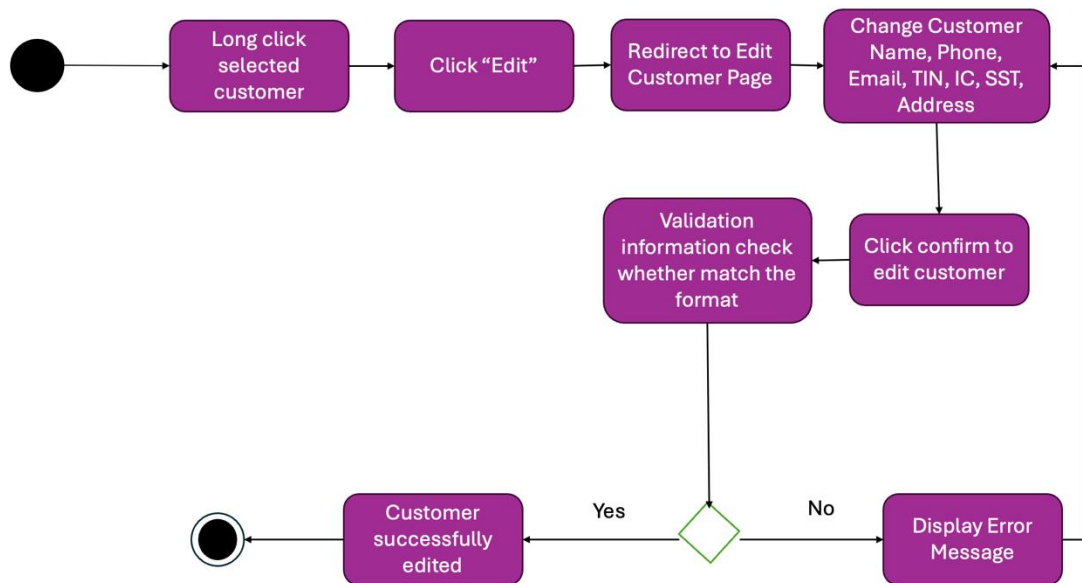 Long click
selected
customer
Click “Edit”
Redirect to Edit
Customer Page
Change Customer
Name, Phone,
Email, TIN, IC, SST,
Address
Validation
information check
whether match the
format
Click confirm to
edit customer
Customer
successfully
edited
Yes
No
Display Error
Message